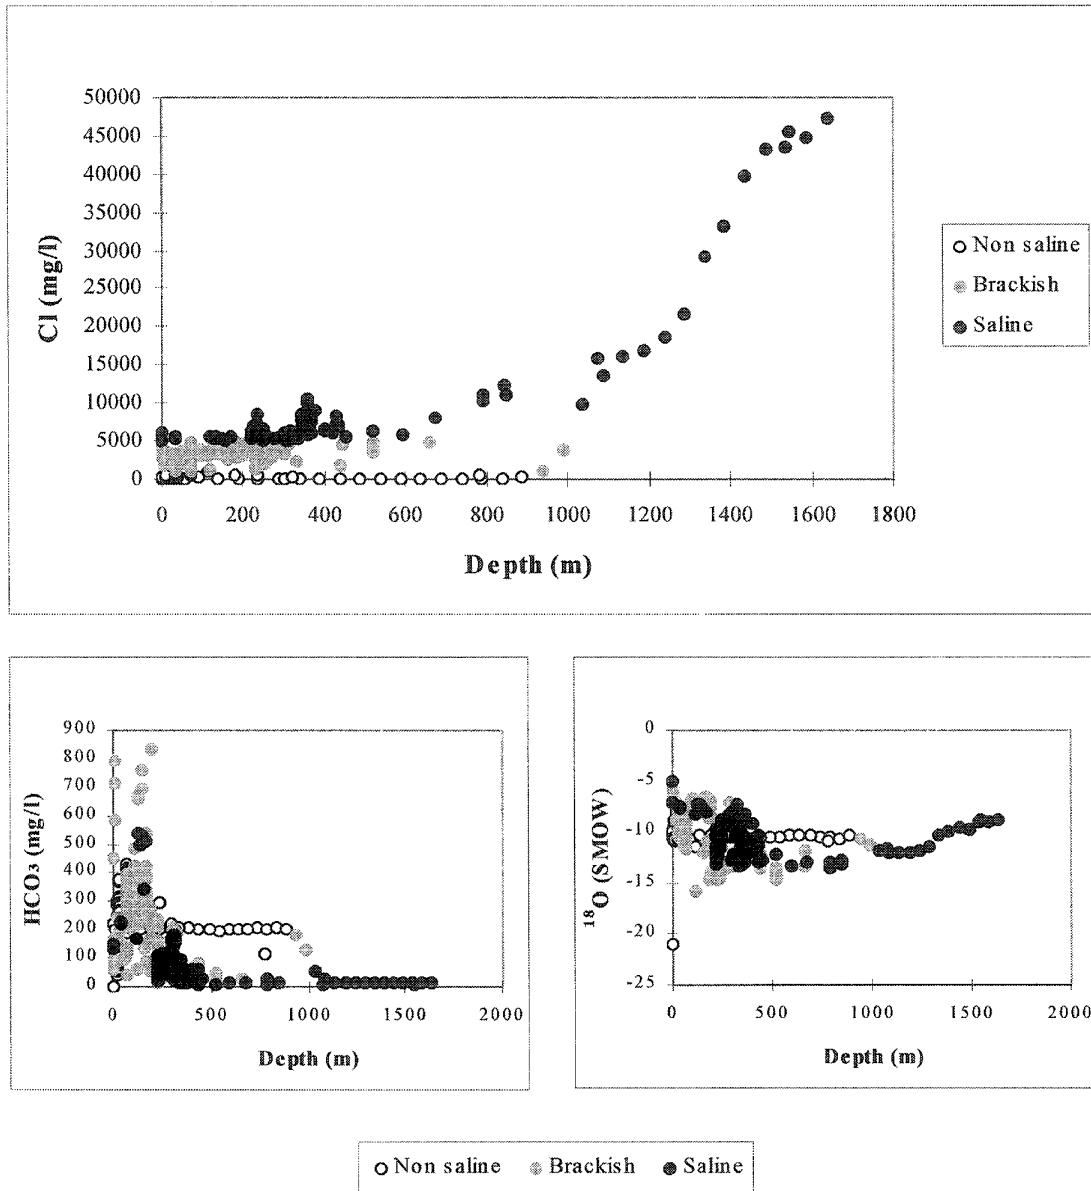 50000
45000
40000
35000
30000
25000
20000
15000
10000
5000
0
Cl (mg/l)
0 200 400 600 800 1000 1200 1400 1600 1800
Depth (m)
Non saline
Brackish
Saline
900
800
700
600
500
400
300
200
100
0
HCO₃ (mg/l)
0 500 1000 1500 2000
Depth (m)
0
-5
-10
-15
-20
-25
¹⁸O (SMOW)
0 500 1000 1500 2000
Depth (m)
Non saline Brackish Saline